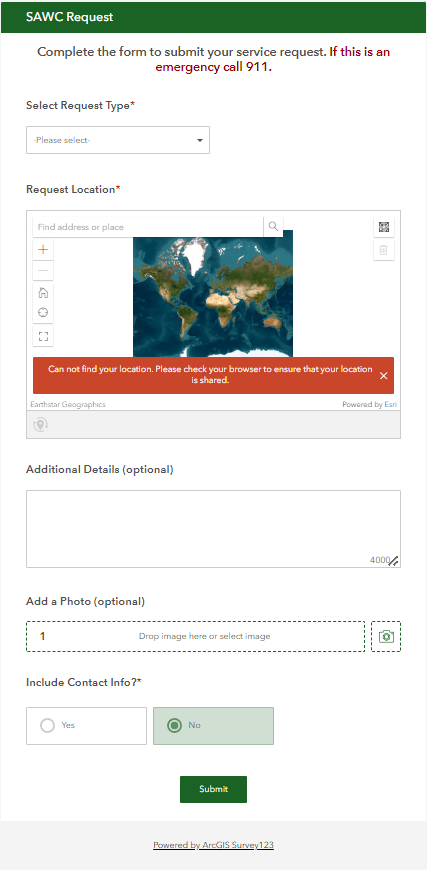 SAWC Request
Complete the form to submit your service request. If this is an
emergency call 911.
Select Request Type*
-Please select-
Request Location*
Find address or place
Can not find your location. Please check your browser to ensure that your location
is shared.
Earthstar Geographics
Powered by Esri
Additional Details (optional)
4000
Add a Photo (optional)
1
Drop image here or select image
Include Contact Info?*
Yes
No
Submit
Powered by ArcGIS Survey123